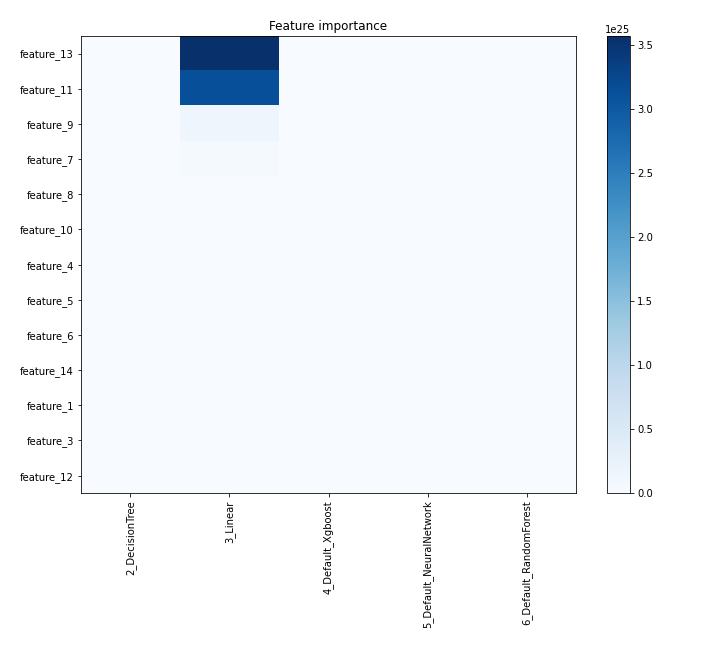 Feature importance
1e25
feature_13
feature_11
feature_9
feature_7
feature_8
feature_10
feature_4
feature_5
feature_6
feature_14
feature_1
feature_3
feature_12
2_DecisionTree
3_Linear
4_Default_Xgboost
5_Default_NeuralNetwork
6_Default_RandomForest
3.5
3.0
2.5
2.0
1.5
1.0
0.5
0.0